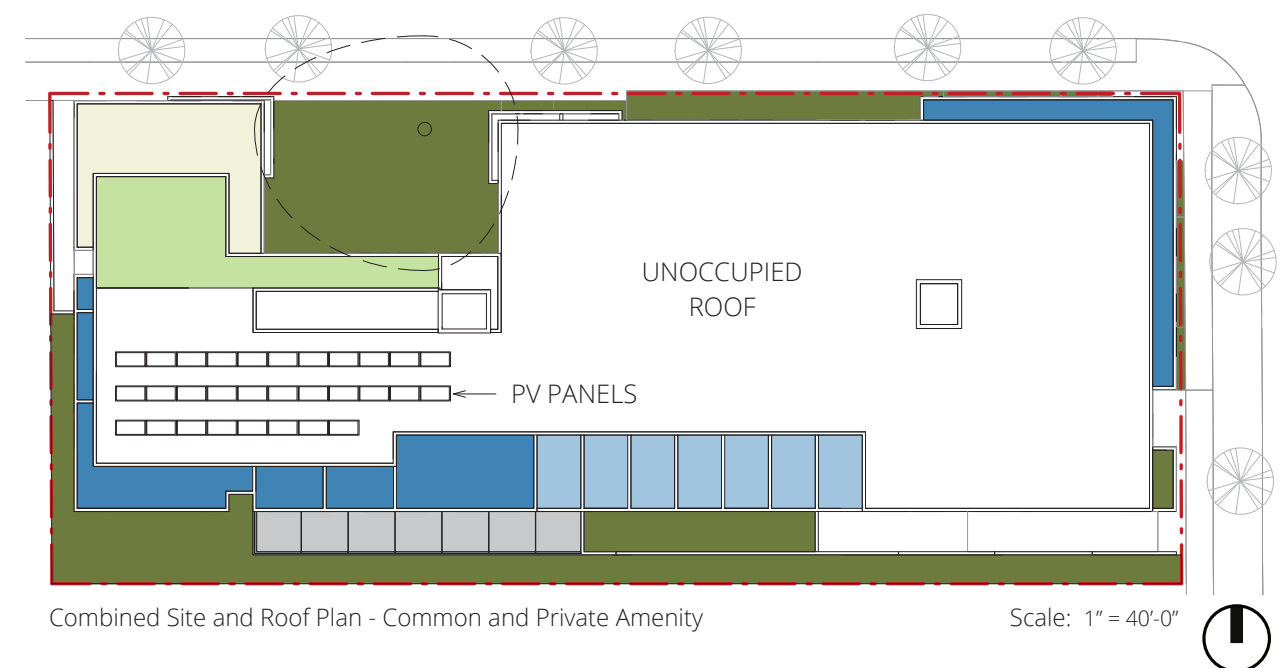 UNOCCUPIED
ROOF
PV PANELS
Combined Site and Roof Plan - Common and Private Amenity
Scale: 1” = 40’-0”